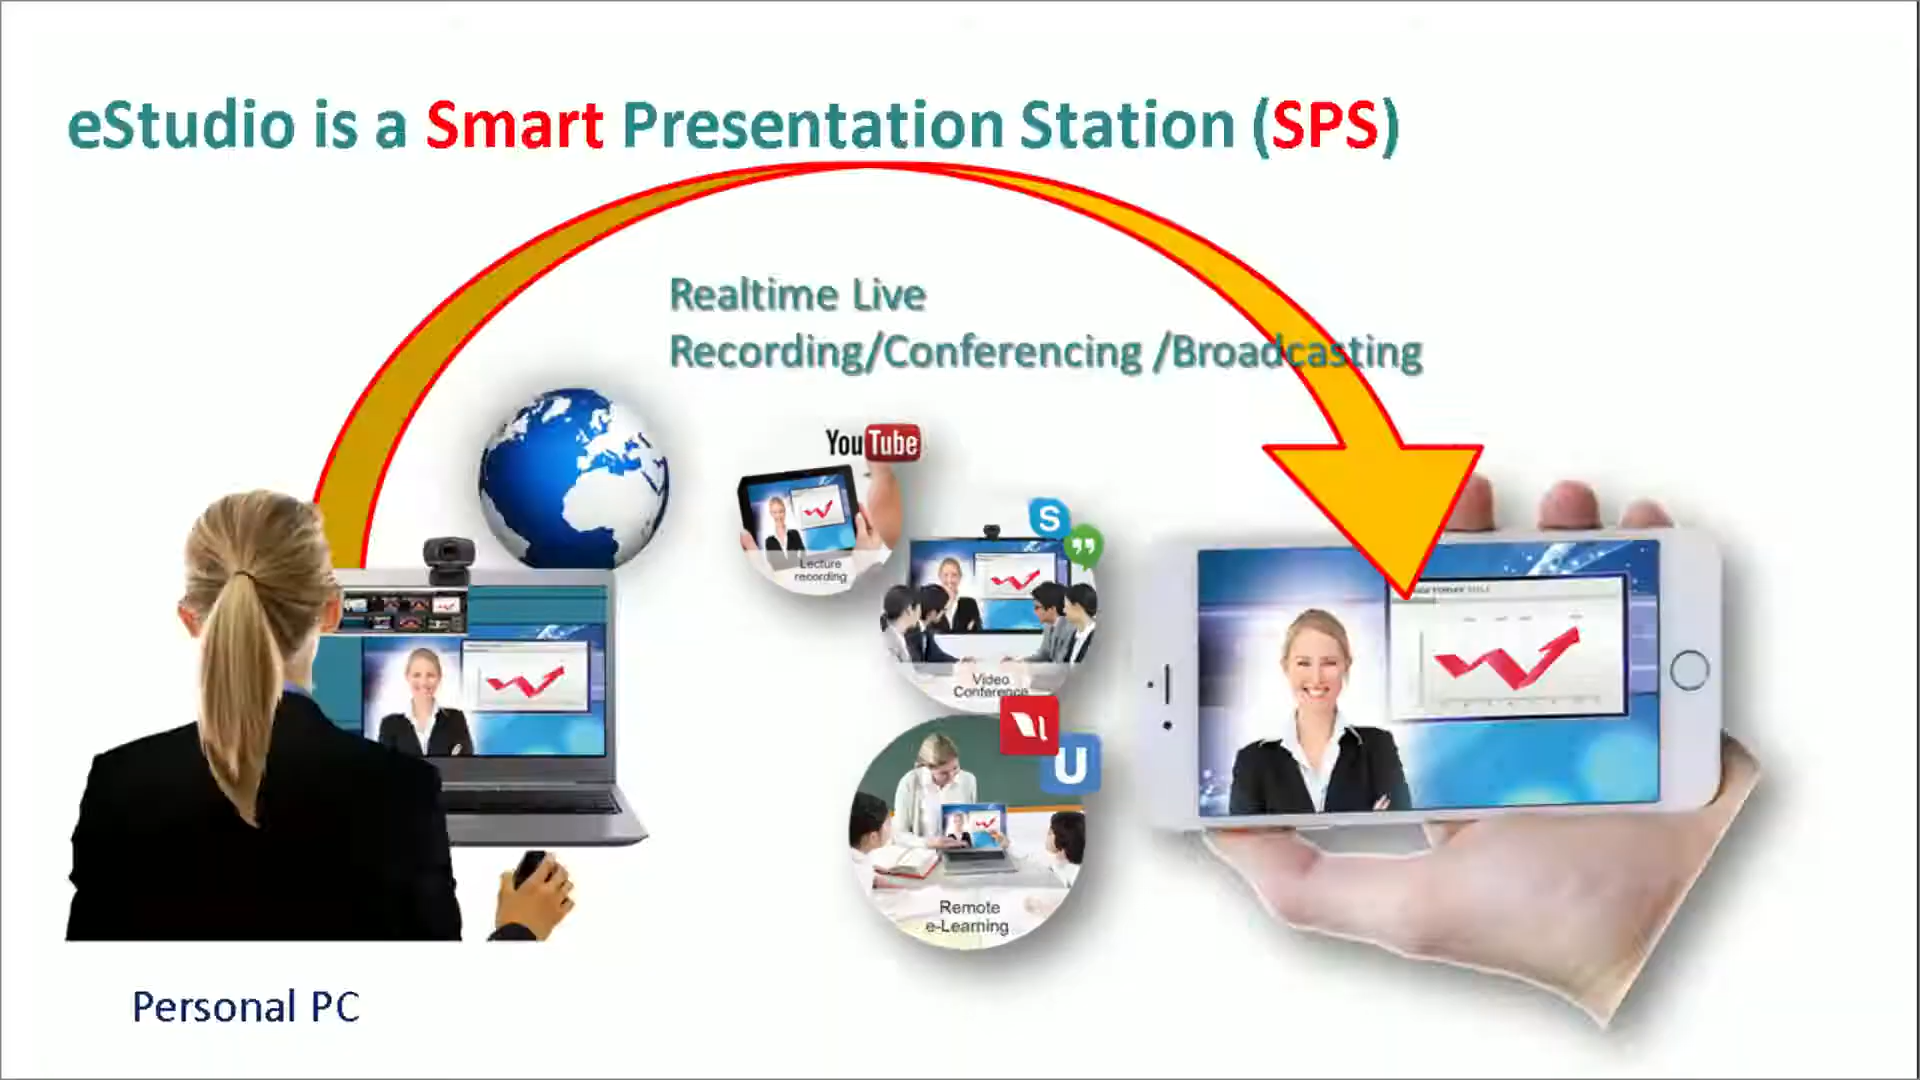 eStudio is a Smart Presentation Station (SPS)
Realtime Live
Recording/Conferencing /Broadcasting
YouTube
Lecture
recording
S
Video
Conference
U
Remote
e-Learning
Personal PC